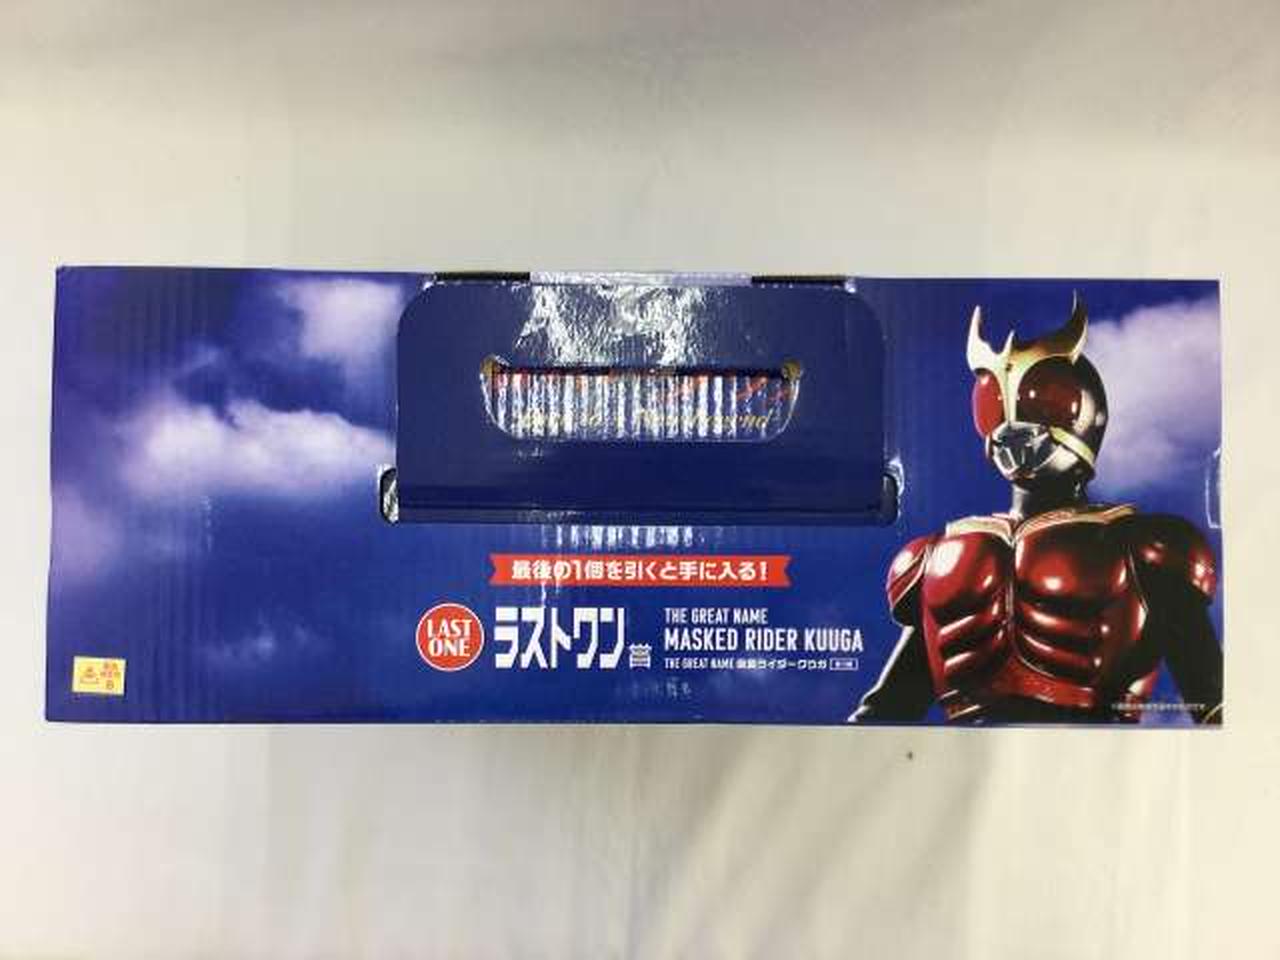 最後の1個を引くと手に入る!
LAST ONE
ラストワン賞
THE GREAT NAME
MASKED RIDER KUUGA
THE GREAT NAME 仮面ライダークウガ